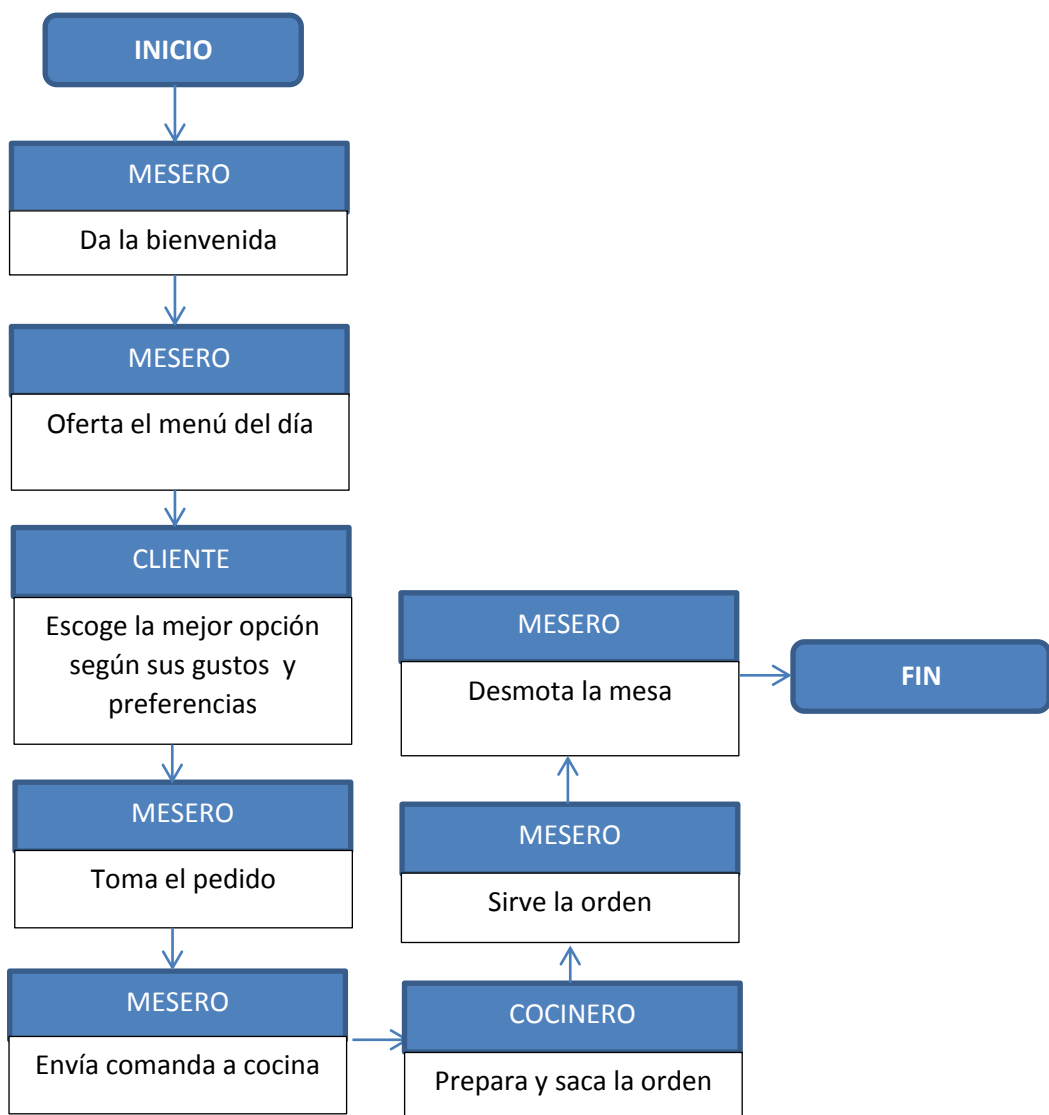 INICIO
MESERO
Da la bienvenida
MESERO
Oferta el menú del día
CLIENTE
Escoge la mejor opción
según sus gustos y
preferencias
MESERO
Toma el pedido
MESERO
Envía comanda a cocina
COCINERO
Prepara y saca la orden
MESERO
Sirve la orden
MESERO
Desmota la mesa
FIN